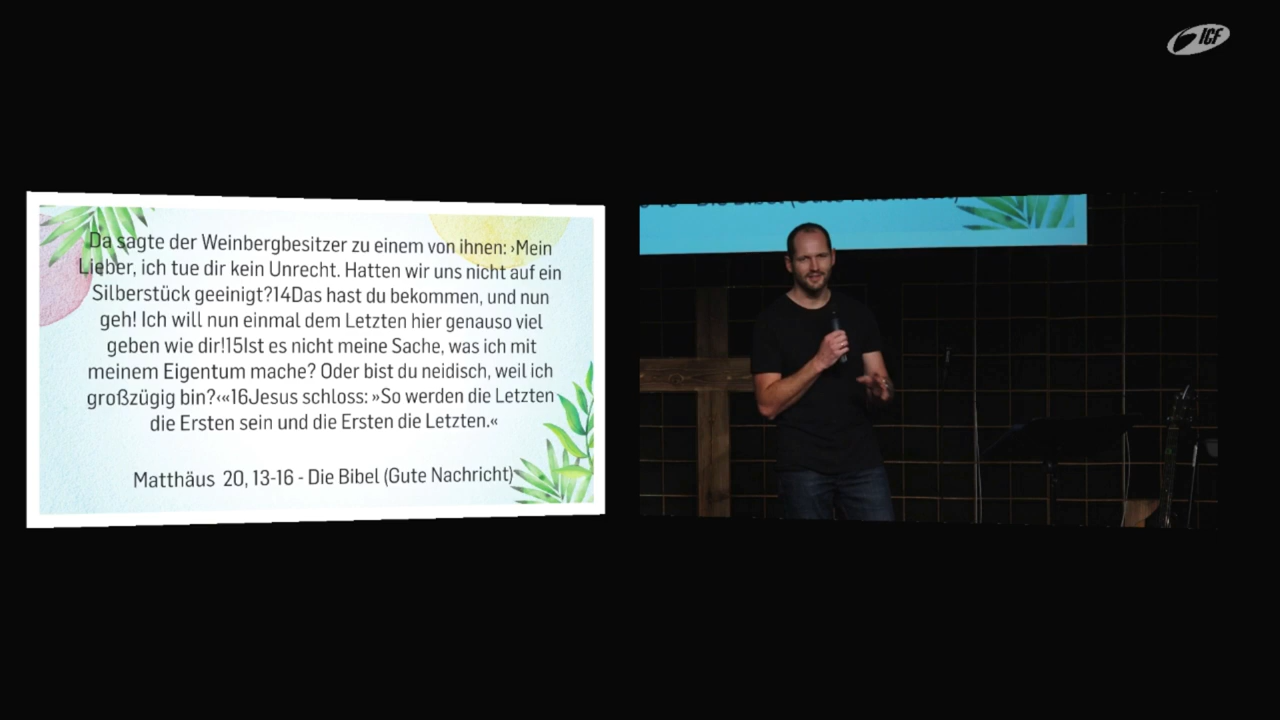 ICF
Da sagte der Weinbergbesitzer zu einem von ihnen: ›Mein
Lieber, ich tue dir kein Unrecht. Hatten wir uns nicht auf ein
Silberstück geeinigt?14Das hast du bekommen, und nun
geh! Ich will nun einmal dem Letzten hier genauso viel
geben wie dir!15Ist es nicht meine Sache, was ich mit
meinem Eigentum mache? Oder bist du neidisch, weil ich
großzügig bin?‹«16Jesus schloss: »So werden die Letzten
die Ersten sein und die Ersten die Letzten.«
Matthäus 20, 13-16 - Die Bibel (Gute Nachricht)